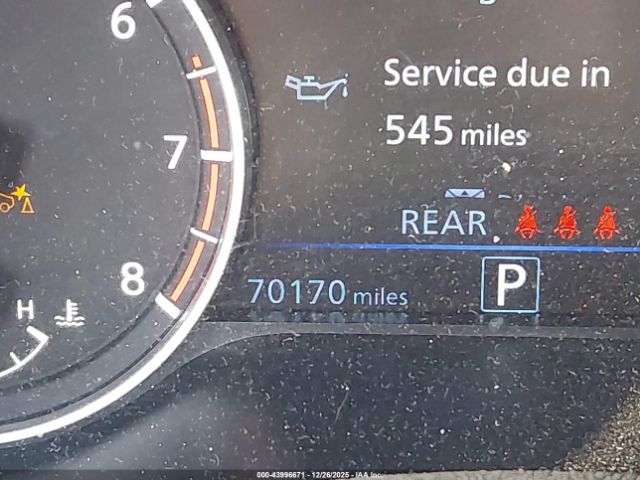 6
7
8
H
Service due in
545 miles
REAR
70170 miles
P
000-43996671 - 12/26/2025 - IAA Inc.